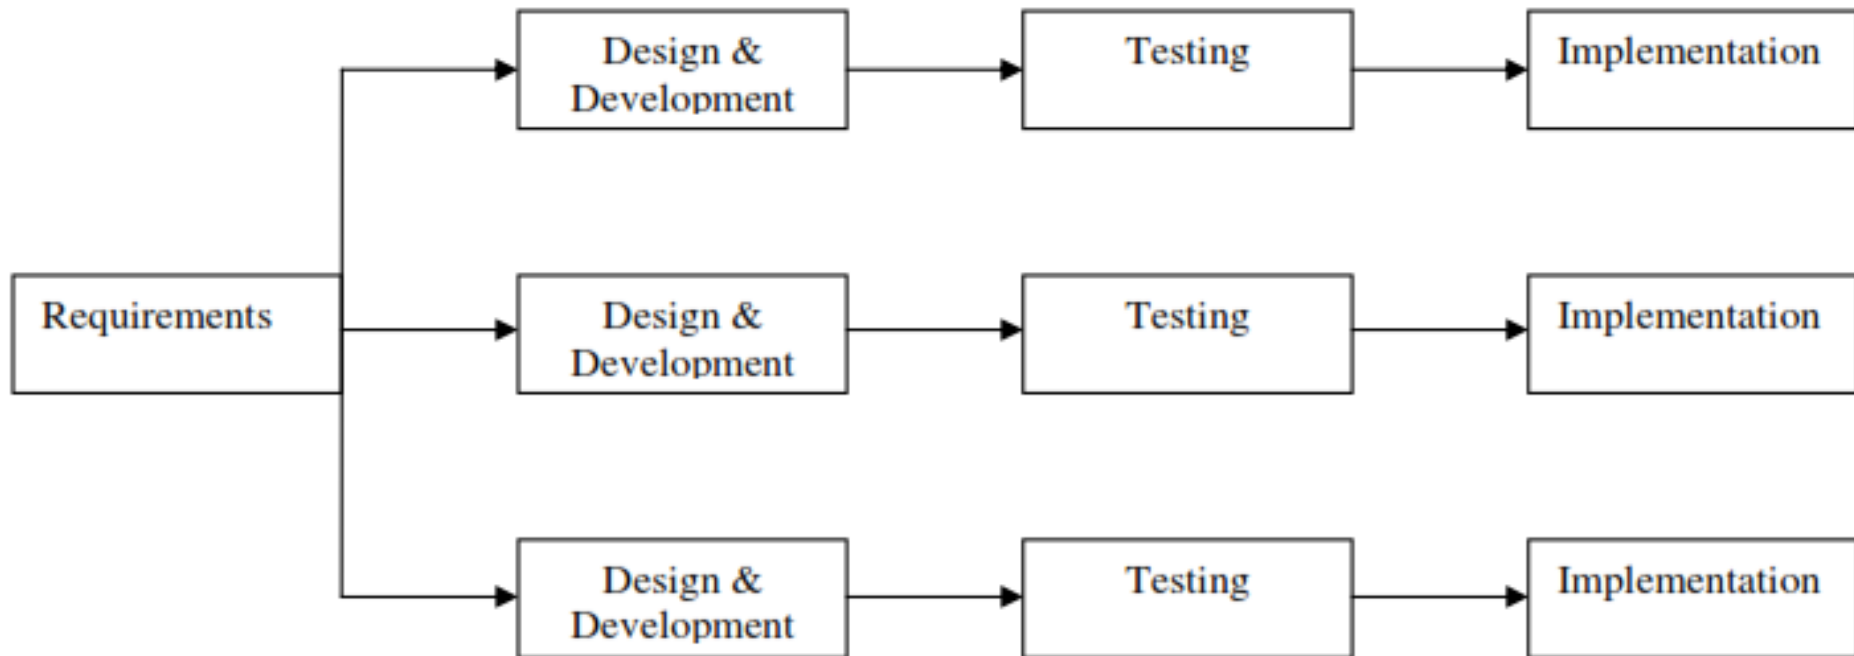 Design &
Development
Testing
Implementation
Requirements
Design &
Development
Testing
Implementation
Design &
Development
Testing
Implementation